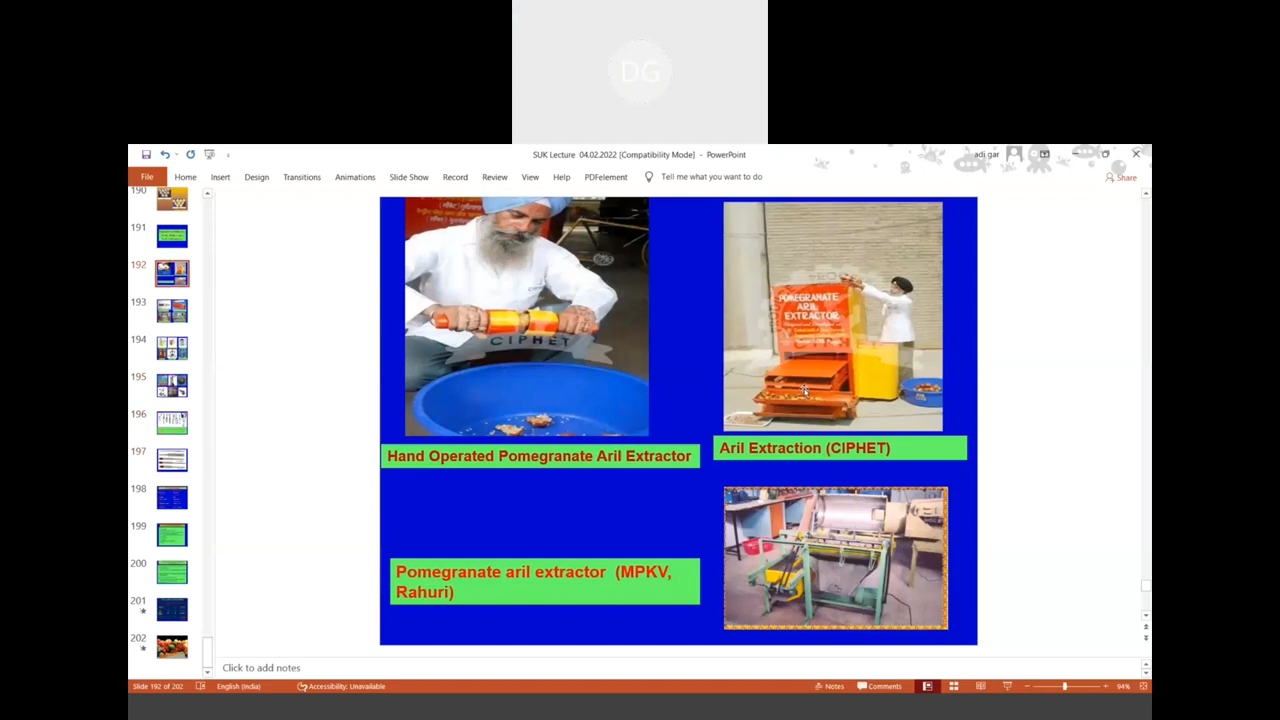 DG
SUK Lecture 04.02.2022 [Compatibility Mode] - PowerPoint
adi gar
File Home Insert Design Transitions Animations Slide Show Record Review View Help PDFelement Tell me what you want to do
Share
190
191
192
193
194
195
196
197
198
199
200
201
202
CIPHET
POMEGRANATE
ARIL
EXTRACTOR
Hand Operated Pomegranate Aril Extractor
Aril Extraction (CIPHET)
Pomegranate aril extractor (MPKV,
Rahuri)
Click to add notes
Slide 192 of 202 English (India) Accessibility: Unavailable Notes Comments 94%